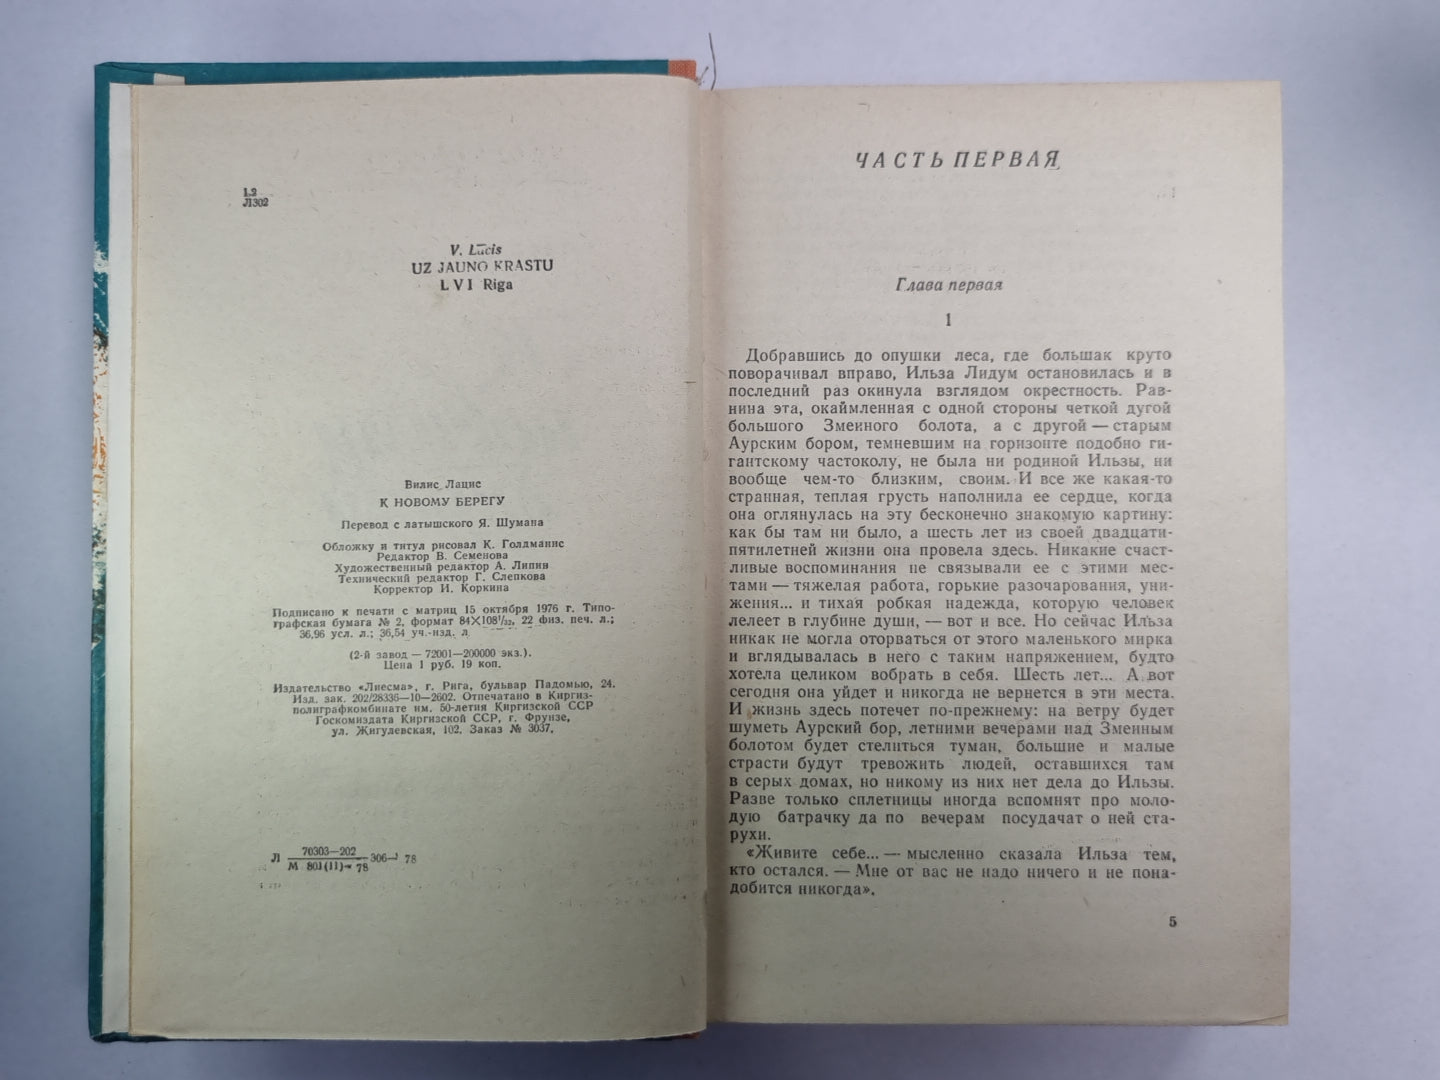 1.2
Л302
V. Lācis
UZ JAUNO KRASTU
LVI Riga
Вилис Лацис
К НОВОМУ БЕРЕГУ
Перевод с латышского Я. Шумана
Обложку и титул рисовал К. Голдманис
Редактор В. Семенова
Художественный редактор А. Липин
Технический редактор Г. Слепкова
Корректор И. Коркина
Подписано к печати с матриц 15 октября 1976 г. Типо-
графская бумага № 2, формат 84×108¹/₃₂, 22 физ. печ. л.;
36,96 усл. л.; 36,54 уч.-изд. л
(2-й завод — 72001—200000 экз.).
Цена 1 руб. 19 коп.
Издательство «Лиесма», г. Рига, бульвар Падомью, 24.
Изд. зак. 202/28336—10—2602. Отпечатано в Киргиз-
полиграфкомбинате им. 50-летия Киргизской ССР
Госкомиздата Киргизской ССР, г. Фрунзе,
ул. Жигулевская, 102. Заказ № 3037.
Л 70303—202 306— 78
М 801(11)— 78
ЧАСТЬ ПЕРВАЯ
Глава первая
1
Добравшись до опушки леса, где большак круто
поворачивал вправо, Ильза Лидум остановилась и в
последний раз окинула взглядом окрестность. Рав-
нина эта, окаймленная с одной стороны четкой дугой
большого Змеиного болота, а с другой — старым
Аурским бором, темневшим на горизонте подобно ги-
гантскому частоколу, не была ни родиной Ильзы, ни
вообще чем-то близким, своим. И все же какая-то
странная, теплая грусть наполнила ее сердце, когда
она оглянулась на эту бесконечно знакомую картину:
как бы там ни было, а шесть лет из своей двадцати-
пятилетней жизни она провела здесь. Никакие счаст-
ливые воспоминания не связывали ее с этими мес-
тами — тяжелая работа, горькие разочарования, уни-
жения... и тихая робкая надежда, которую человек
лелеет в глубине души, — вот и все. Но сейчас Ильза
никак не могла оторваться от этого маленького мирка
и вглядывалась в него с таким напряжением, будто
хотела целиком вобрать в себя. Шесть лет... А вот
сегодня она уйдет и никогда не вернется в эти места.
И жизнь здесь потечет по-прежнему: на ветру будет
шуметь Аурский бор, летними вечерами над Змеиным
болотом будет стелиться туман, большие и малые
страсти будут тревожить людей, оставшихся там
в серых домах, но никому из них нет дела до Ильзы.
Разве только сплетницы иногда вспомнят про моло-
дую батрачку да по вечерам посудачат о ней ста-
рухи.
«Живите себе... — мысленно сказала Ильза тем,
кто остался. — Мне от вас не надо ничего и не пона-
добится никогда».
5